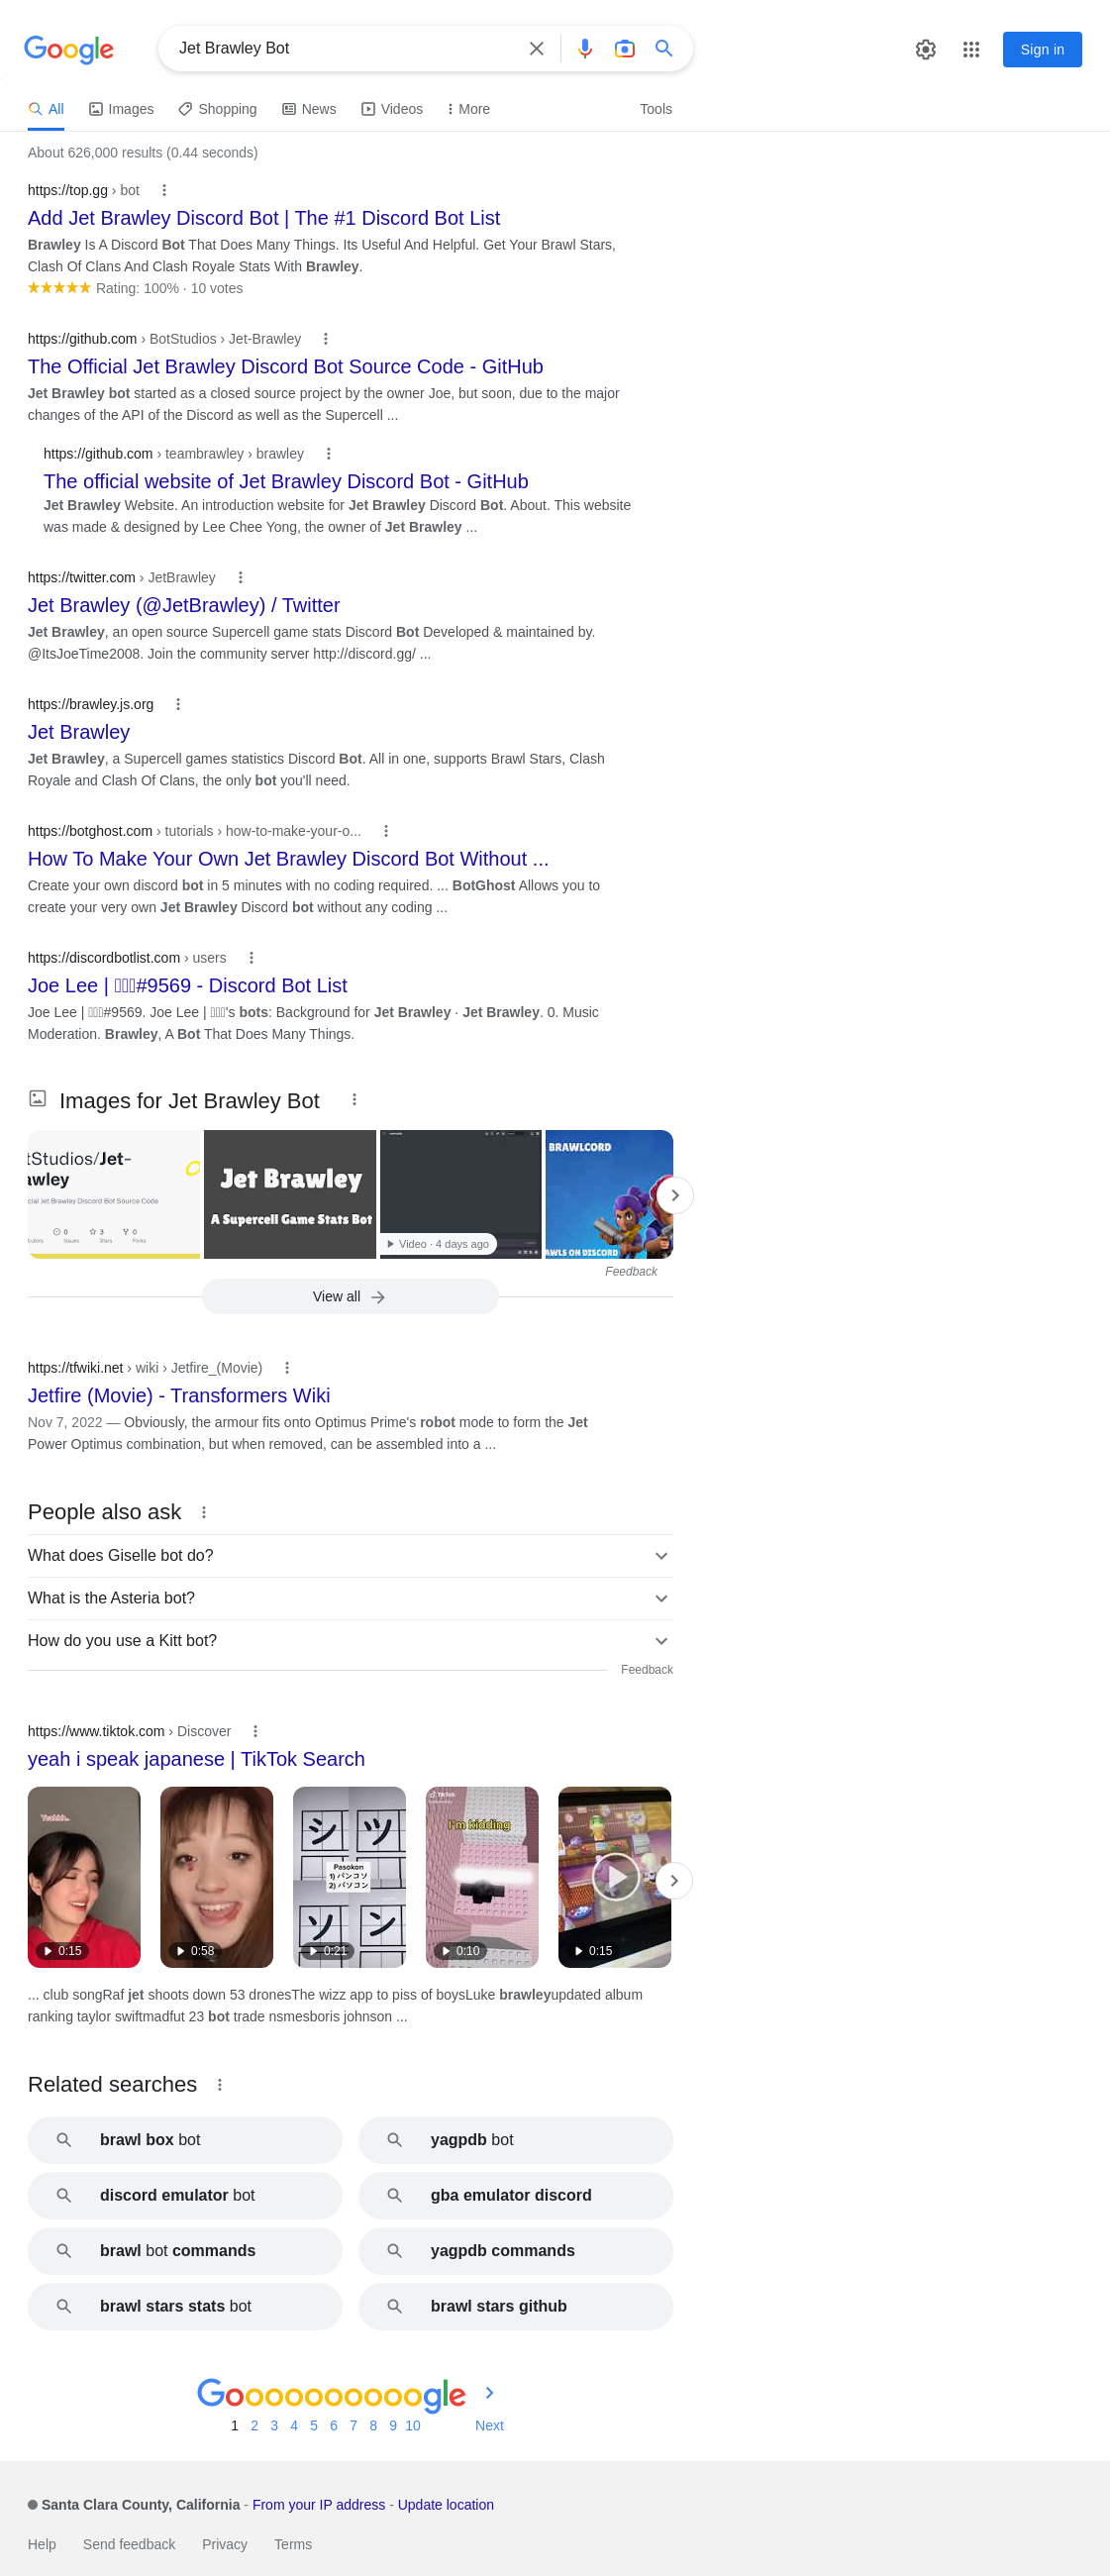 Google
Jet Brawley Bot
Sign in
All
Images
Shopping
News
Videos
More
Tools
About 626,000 results (0.44 seconds)
https://top.gg › bot
Add Jet Brawley Discord Bot | The #1 Discord Bot List
Brawley Is A Discord Bot That Does Many Things. Its Useful And Helpful. Get Your Brawl Stars,
Clash Of Clans And Clash Royale Stats With Brawley.
Rating: 100% · 10 votes
https://github.com › BotStudios › Jet-Brawley
The Official Jet Brawley Discord Bot Source Code - GitHub
Jet Brawley bot started as a closed source project by the owner Joe, but soon, due to the major
changes of the API of the Discord as well as the Supercell ...
https://github.com › teambrawley › brawley
The official website of Jet Brawley Discord Bot - GitHub
Jet Brawley Website. An introduction website for Jet Brawley Discord Bot. About. This website
was made & designed by Lee Chee Yong, the owner of Jet Brawley ...
https://twitter.com › JetBrawley
Jet Brawley (@JetBrawley) / Twitter
Jet Brawley, an open source Supercell game stats Discord Bot Developed & maintained by.
@ItsJoeTime2008. Join the community server http://discord.gg/ ...
https://brawley.js.org
Jet Brawley
Jet Brawley, a Supercell games statistics Discord Bot. All in one, supports Brawl Stars, Clash
Royale and Clash Of Clans, the only bot you'll need.
https://botghost.com › tutorials › how-to-make-your-o...
How To Make Your Own Jet Brawley Discord Bot Without ...
Create your own discord bot in 5 minutes with no coding required. ... BotGhost Allows you to
create your very own Jet Brawley Discord bot without any coding ...
https://discordbotlist.com › users
Joe Lee | #9569 - Discord Bot List
Joe Lee | #9569. Joe Lee | 's bots: Background for Jet Brawley · Jet Brawley. 0. Music
Moderation. Brawley, A Bot That Does Many Things.
Images for Jet Brawley Bot
tStudios/Jet-
awley
cial Jet Brawley Discord Bot Source Code
0
3
0
Issues
Stars
Forks
Jet Brawley
A Supercell Game Stats Bot
Video · 4 days ago
BRAWLCORD
AWLS ON DISCORD
Feedback
View all
https://tfwiki.net › wiki › Jetfire_(Movie)
Jetfire (Movie) - Transformers Wiki
Nov 7, 2022 — Obviously, the armour fits onto Optimus Prime's robot mode to form the Jet
Power Optimus combination, but when removed, can be assembled into a ...
People also ask
What does Giselle bot do?
What is the Asteria bot?
How do you use a Kitt bot?
Feedback
https://www.tiktok.com › Discover
yeah i speak japanese | TikTok Search
Yeahhh..
シ ツ
Pasokon
1) パンコソ
2) パソコン
ソ ン
TikTok
I'm kidding
0:15
0:58
0:21
0:10
0:15
... club songRaf jet shoots down 53 dronesThe wizz app to piss of boysLuke brawleyupdated album
ranking taylor swiftmadfut 23 bot trade nsmesboris johnson ...
Related searches
brawl box bot
yagpdb bot
discord emulator bot
gba emulator discord
brawl bot commands
yagpdb commands
brawl stars stats bot
brawl stars github
Goooooooooogle
1 2 3 4 5 6 7 8 9 10 Next
Santa Clara County, California - From your IP address - Update location
Help Send feedback Privacy Terms